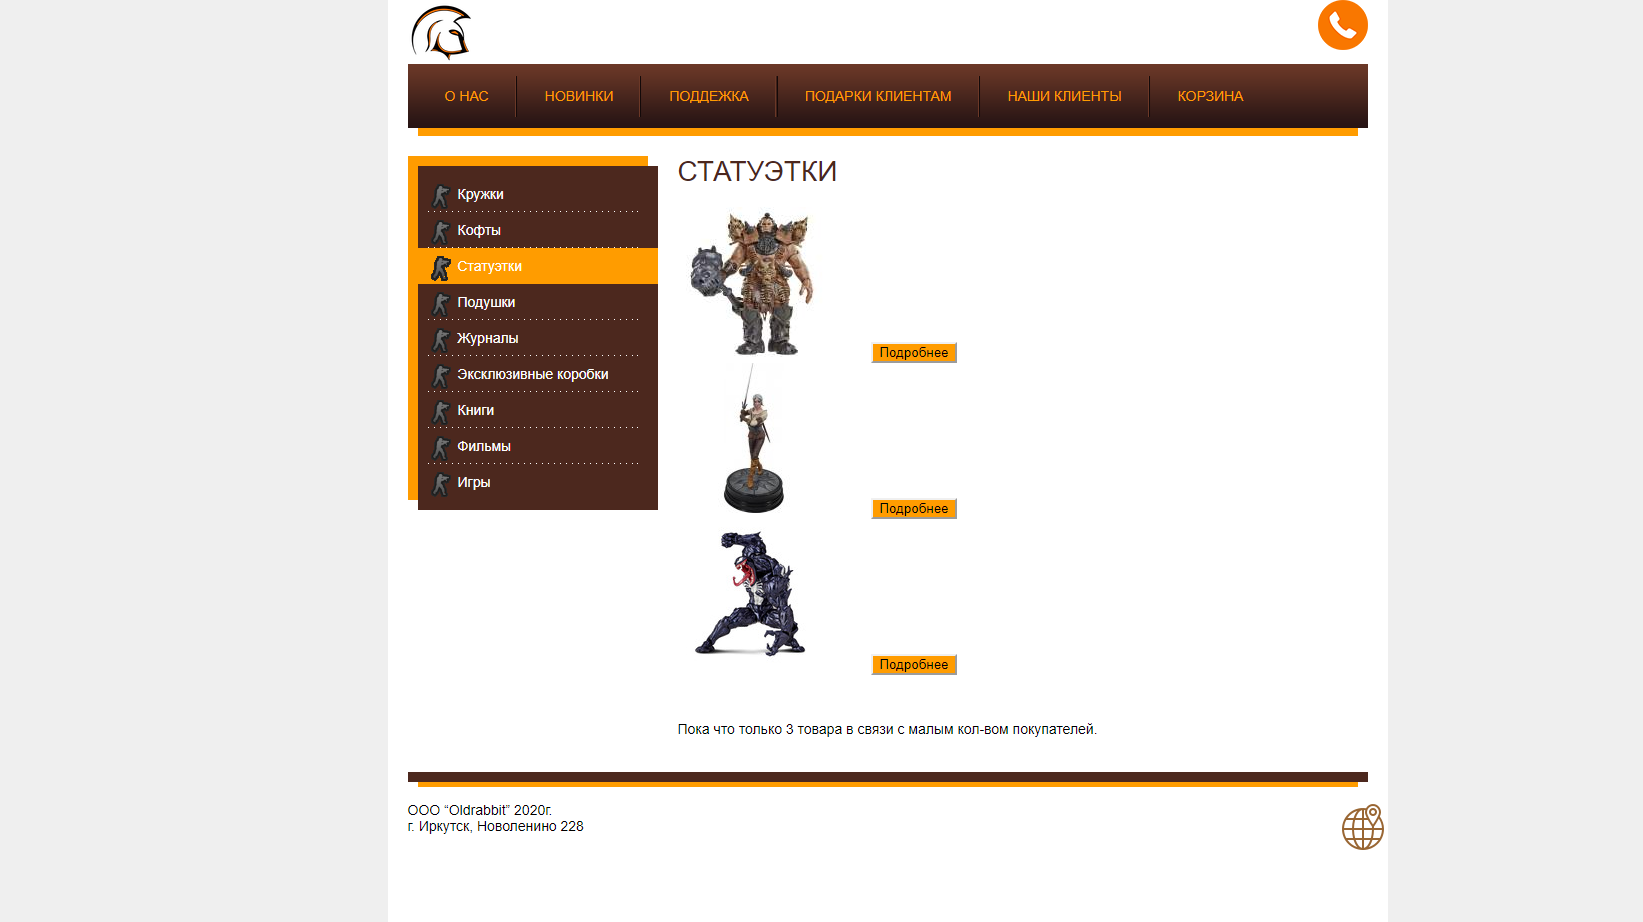 О НАС
НОВИНКИ
ПОДДЕЖКА
ПОДАРКИ КЛИЕНТАМ
НАШИ КЛИЕНТЫ
КОРЗИНА
Кружки
Кофты
Статуэтки
Подушки
Журналы
Эксклюзивные коробки
Книги
Фильмы
Игры
СТАТУЭТКИ
Подробнее
Подробнее
Подробнее
Пока что только 3 товара в связи с малым кол-вом покупателей.
ООО “Oldrabbit” 2020г.
г. Иркутск, Новоленино 228